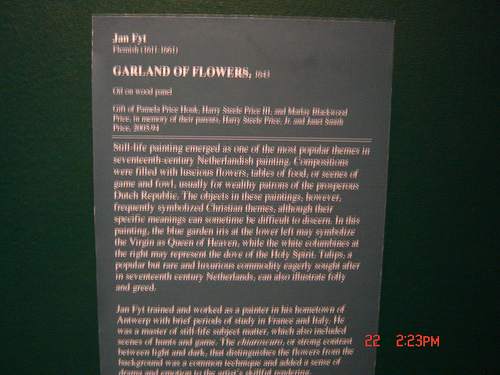 Jan Fyt
Flemish (1611-1661)
GARLAND OF FLOWERS, 1643
Oil on wood panel
Gift of Pamela Price Hook, Harry Steele Price III, and Marlay Blackwood
Price, in memory of their parents, Harry Steele Price, Jr. and Janet Smith
Price, 2005.94
Still-life painting emerged as one of the most popular themes in
seventeenth-century Netherlandish painting. Compositions
were filled with luscious flowers, tables of food, or scenes of
game and fowl, usually for wealthy patrons of the prosperous
Dutch Republic. The objects in these paintings, however,
frequently symbolized Christian themes, although their
specific meanings can sometime be difficult to discern. In this
painting, the blue garden iris at the lower left may symbolize
the Virgin as Queen of Heaven, while the white columbines at
the right may represent the dove of the Holy Spirit. Tulips, a
popular but rare and luxurious commodity eagerly sought after
in seventeenth century Netherlands, can also illustrate folly
and greed.
Jan Fyt trained and worked as a painter in his hometown of
Antwerp with brief periods of study in France and Italy. He
was a master of still-life subject matter, which also included
scenes of hunts and game. The chiaroscuro, or strong contrast
between light and dark, that distinguishes the flowers from the
background was a common technique and added a sense of
drama and emotion to the artist's skillful rendering.
22 2:23PM